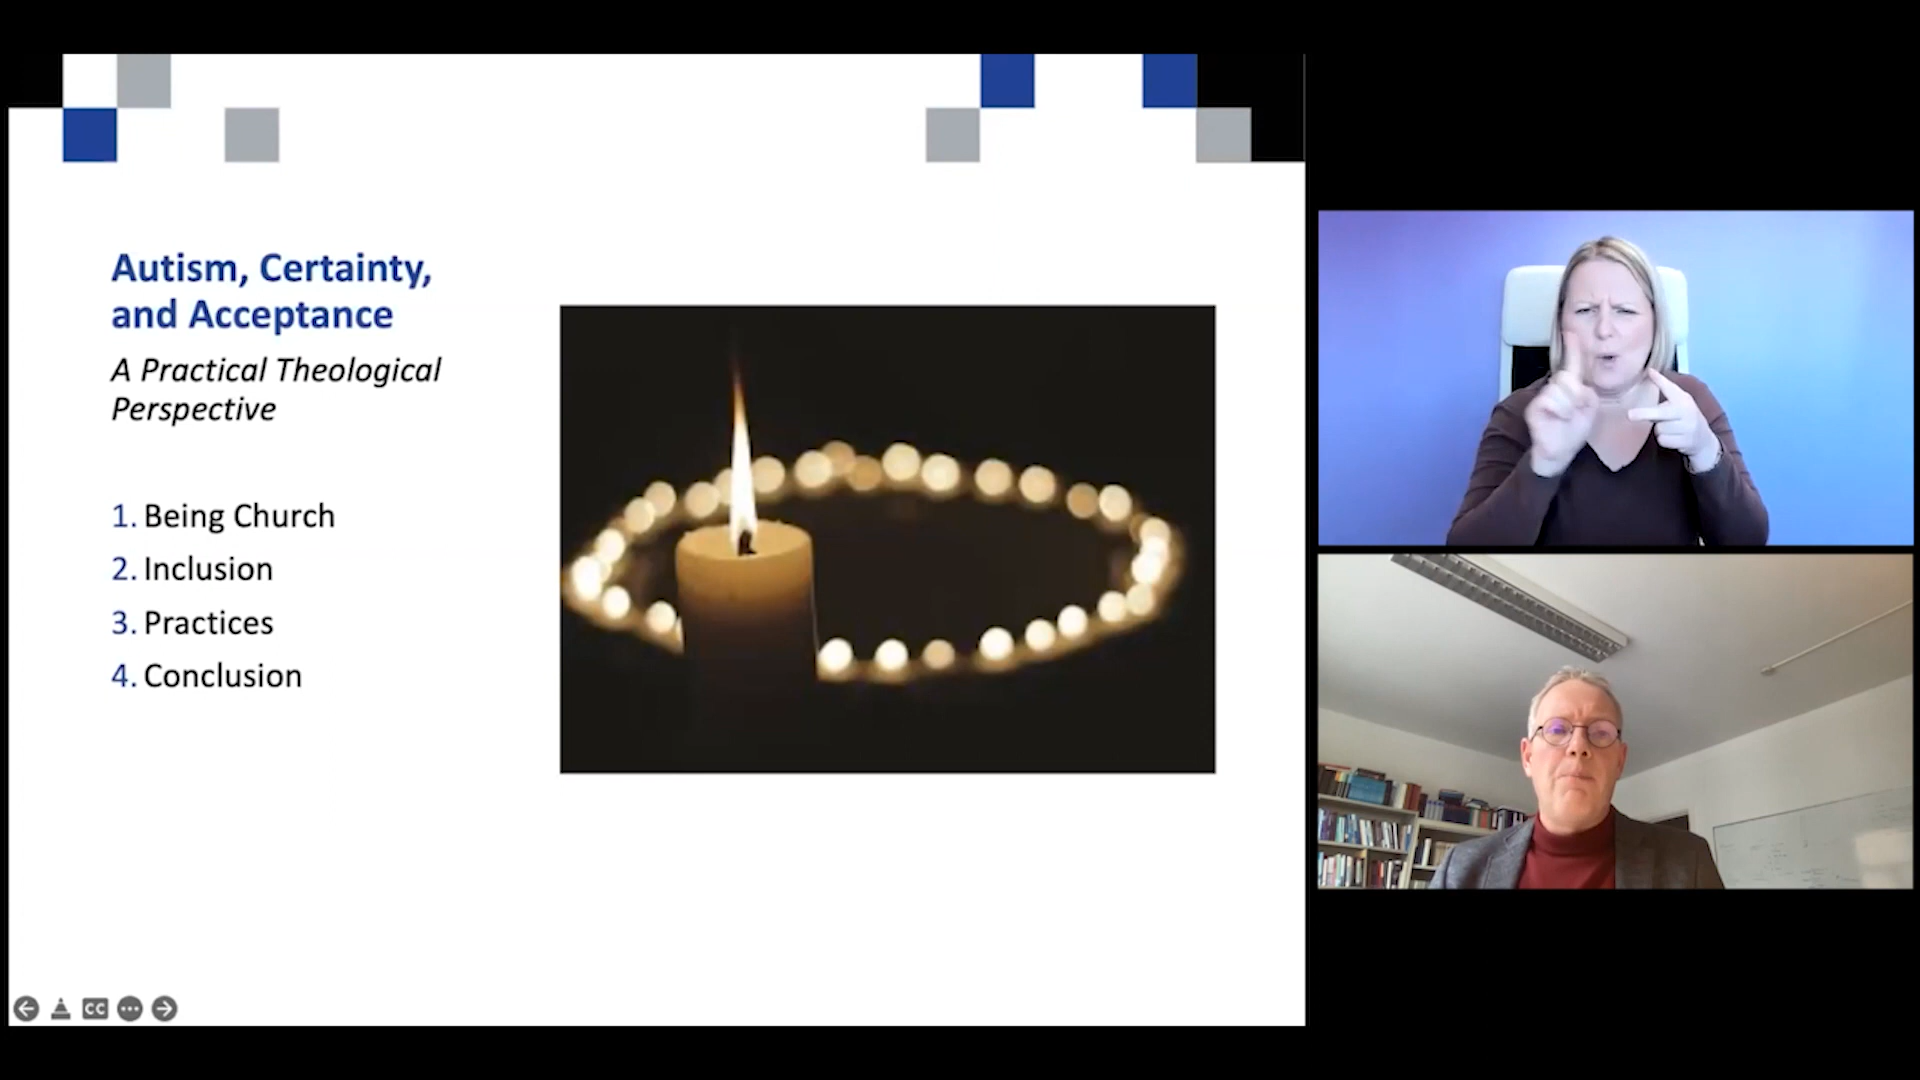 Autism, Certainty,
and Acceptance
A Practical Theological
Perspective
1. Being Church
2. Inclusion
3. Practices
4. Conclusion
CC